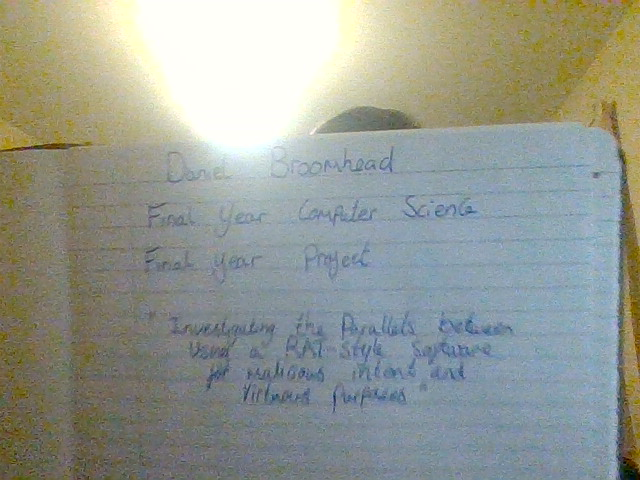 Daniel Broomhead
Final Year Computer Science
Final year Project
"Investigating the Parallels between
Using a RAT-Style Software
for malicious intent and
Virtuous Purposes"